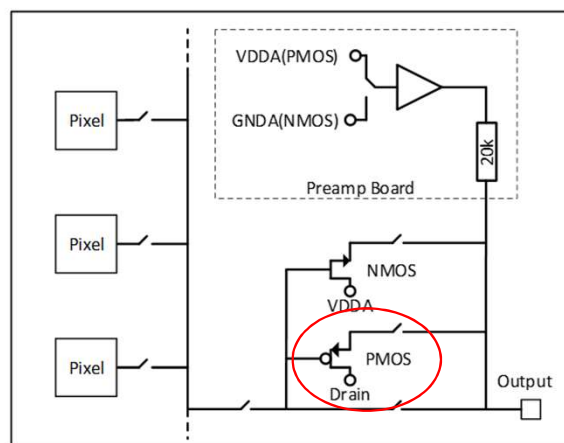 VDDA(PMOS)
GNDA(NMOS)
20k
Preamp Board
Pixel
Pixel
Pixel
NMOS
VDDA
PMOS
Drain
Output